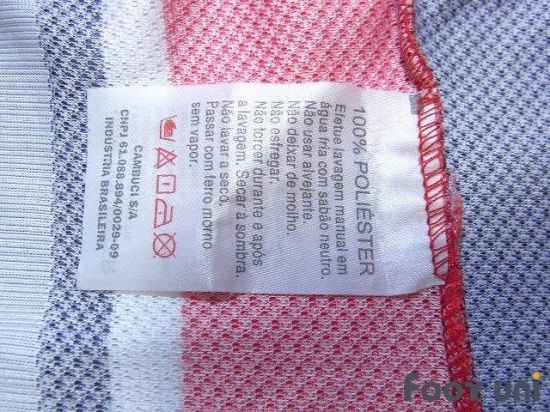 100% POLIÉSTER
Efetue lavagem manual em
água fria com sabão neutro.
Não usar alvejante.
Não deixar de molho.
Não esfregar.
Não torcer durante e após
a lavagem. Secar a sombra.
Não lavar a seco.
Passar com ferro morno
sem vapor.
CAMBUCI S/A
CNPJ 61.088.894/0029-09
INDÚSTRIA BRASILEIRA
FOOT UNI